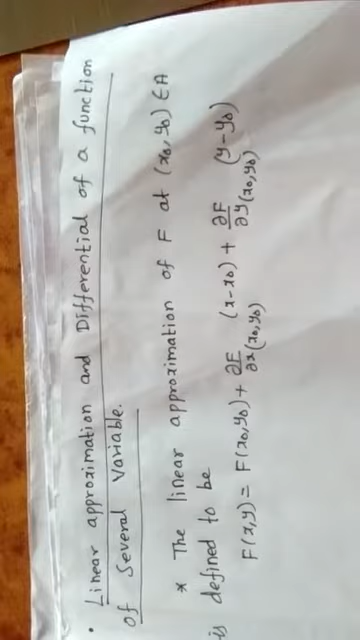 • Linear approximation and Differential of a function
of Several Variable.
* The linear approximation of F at (x₀, y₀) ∈ A
is defined to be
F(x,y) = F(x₀,y₀) + ∂F/∂x (x₀,y₀) (x-x₀) + ∂F/∂y (x₀,y₀) (y-y₀)